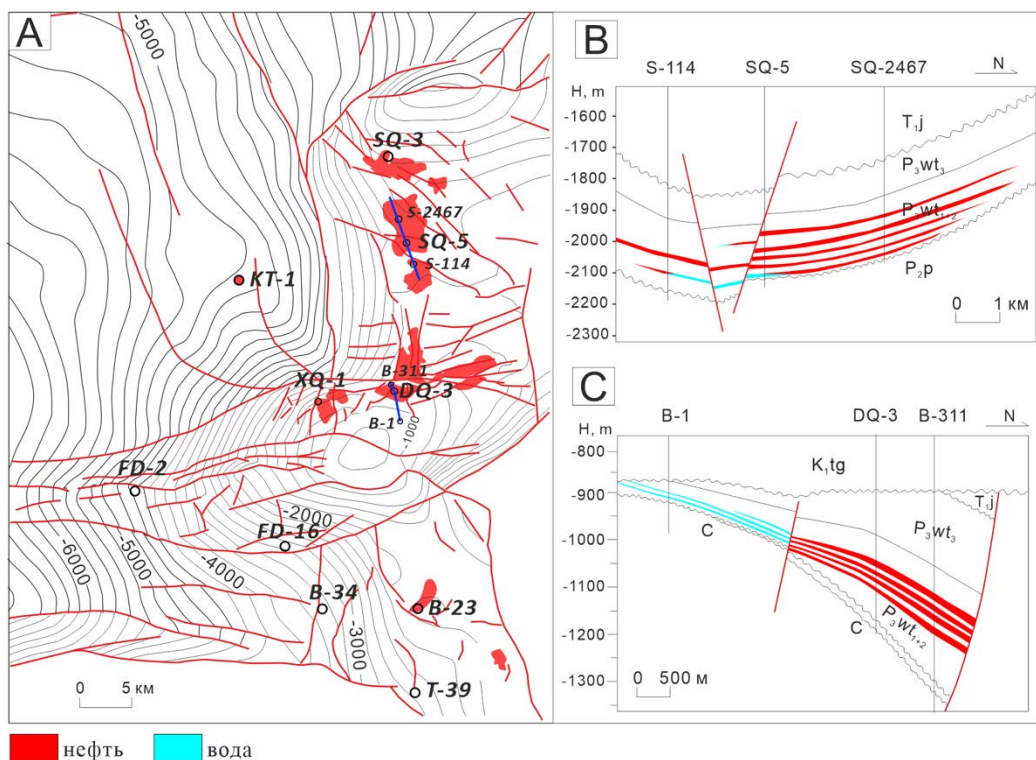 A
-5000
SQ-3
S-2467
SQ-5
S-114
KT-1
B-311
XQ-1
DQ-3
B-1
-1000
FD-2
-2000
FD-16
-6000
-5000
-4000
B-34
B-23
-3000
T-39
0 5 км
B
S-114 SQ-5 SQ-2467 N
H, m
-1600
-1700
-1800
-1900
-2000
-2100
-2200
-2300
T₁j
P₃wt₃
P₃wt₁₊₂
P₂p
0 1 км
C
B-1 DQ-3 B-311 N
H, m
-800
-900
-1000
-1100
-1200
-1300
K₁tg
T₁j
P₃wt₃
C
C
P₃wt₁₊₂
0 500 м
нефть вода